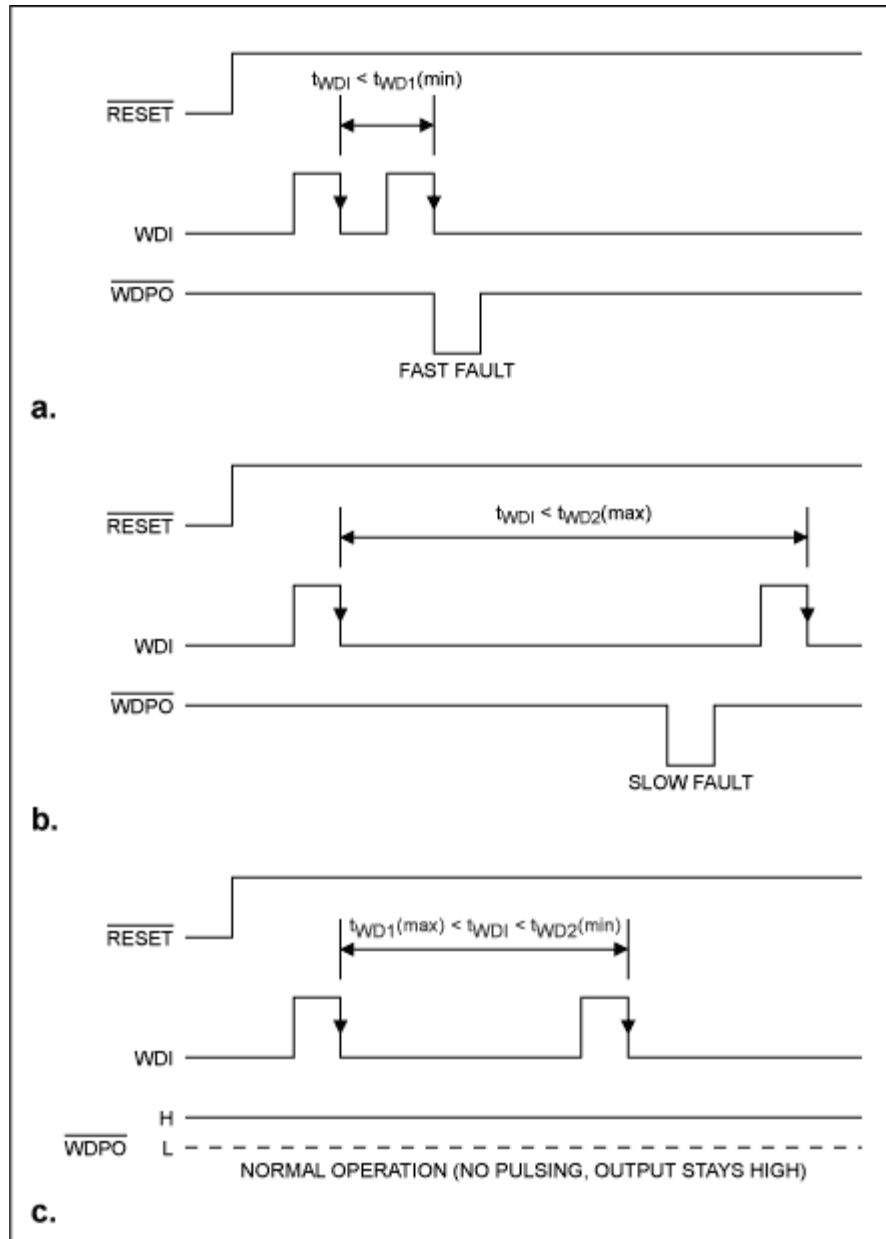 tWDI < tWD1(min)
RESET
WDI
WDPO
FAST FAULT
a.
tWDI < tWD2(max)
RESET
WDI
WDPO
SLOW FAULT
b.
tWD1(max) < tWDI < tWD2(min)
RESET
WDI
H
WDPO L
NORMAL OPERATION (NO PULSING, OUTPUT STAYS HIGH)
c.